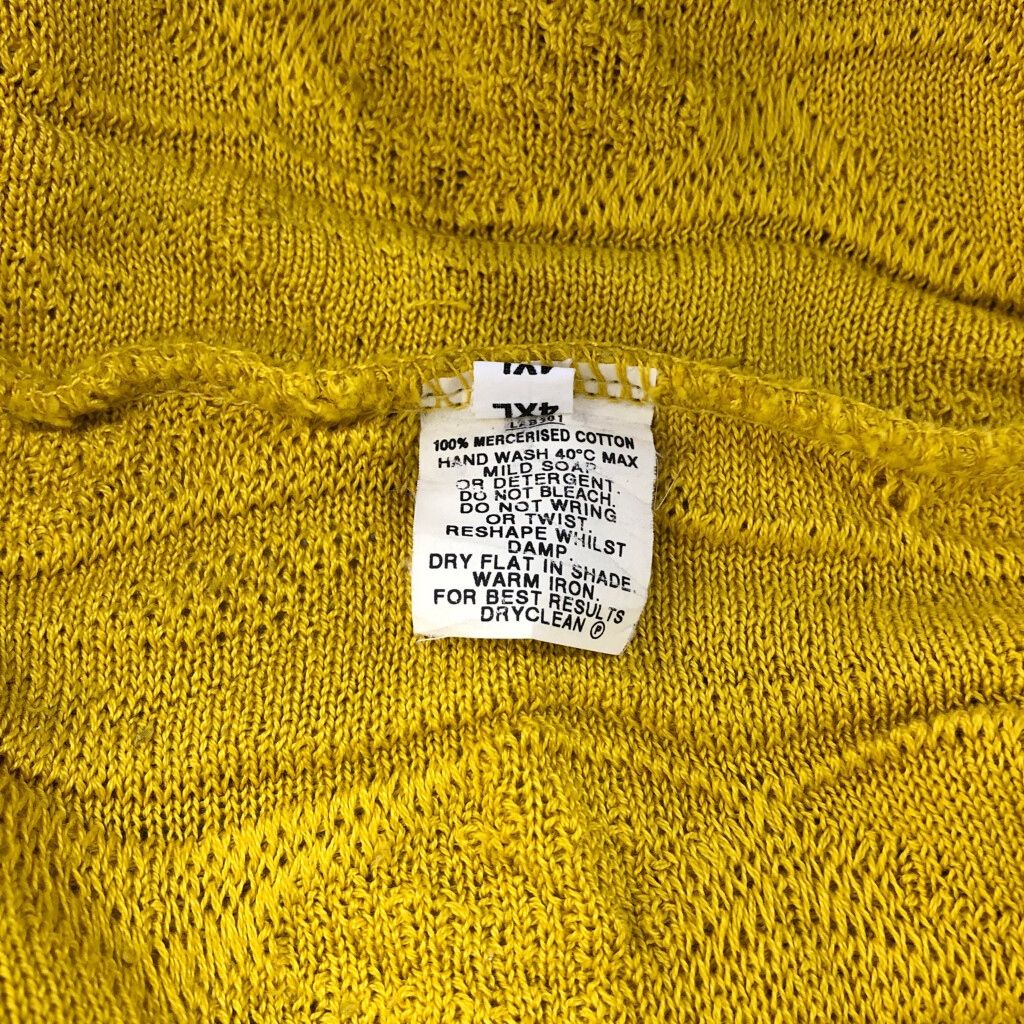 4XL
4XL
100% MERCERISED COTTON
HAND WASH 40°C MAX
MILD SOAP
OR DETERGENT.
DO NOT BLEACH.
DO NOT WRING
OR TWIST.
RESHAPE WHILST
DAMP.
DRY FLAT IN SHADE.
WARM IRON.
FOR BEST RESULTS
DRYCLEAN Ⓟ